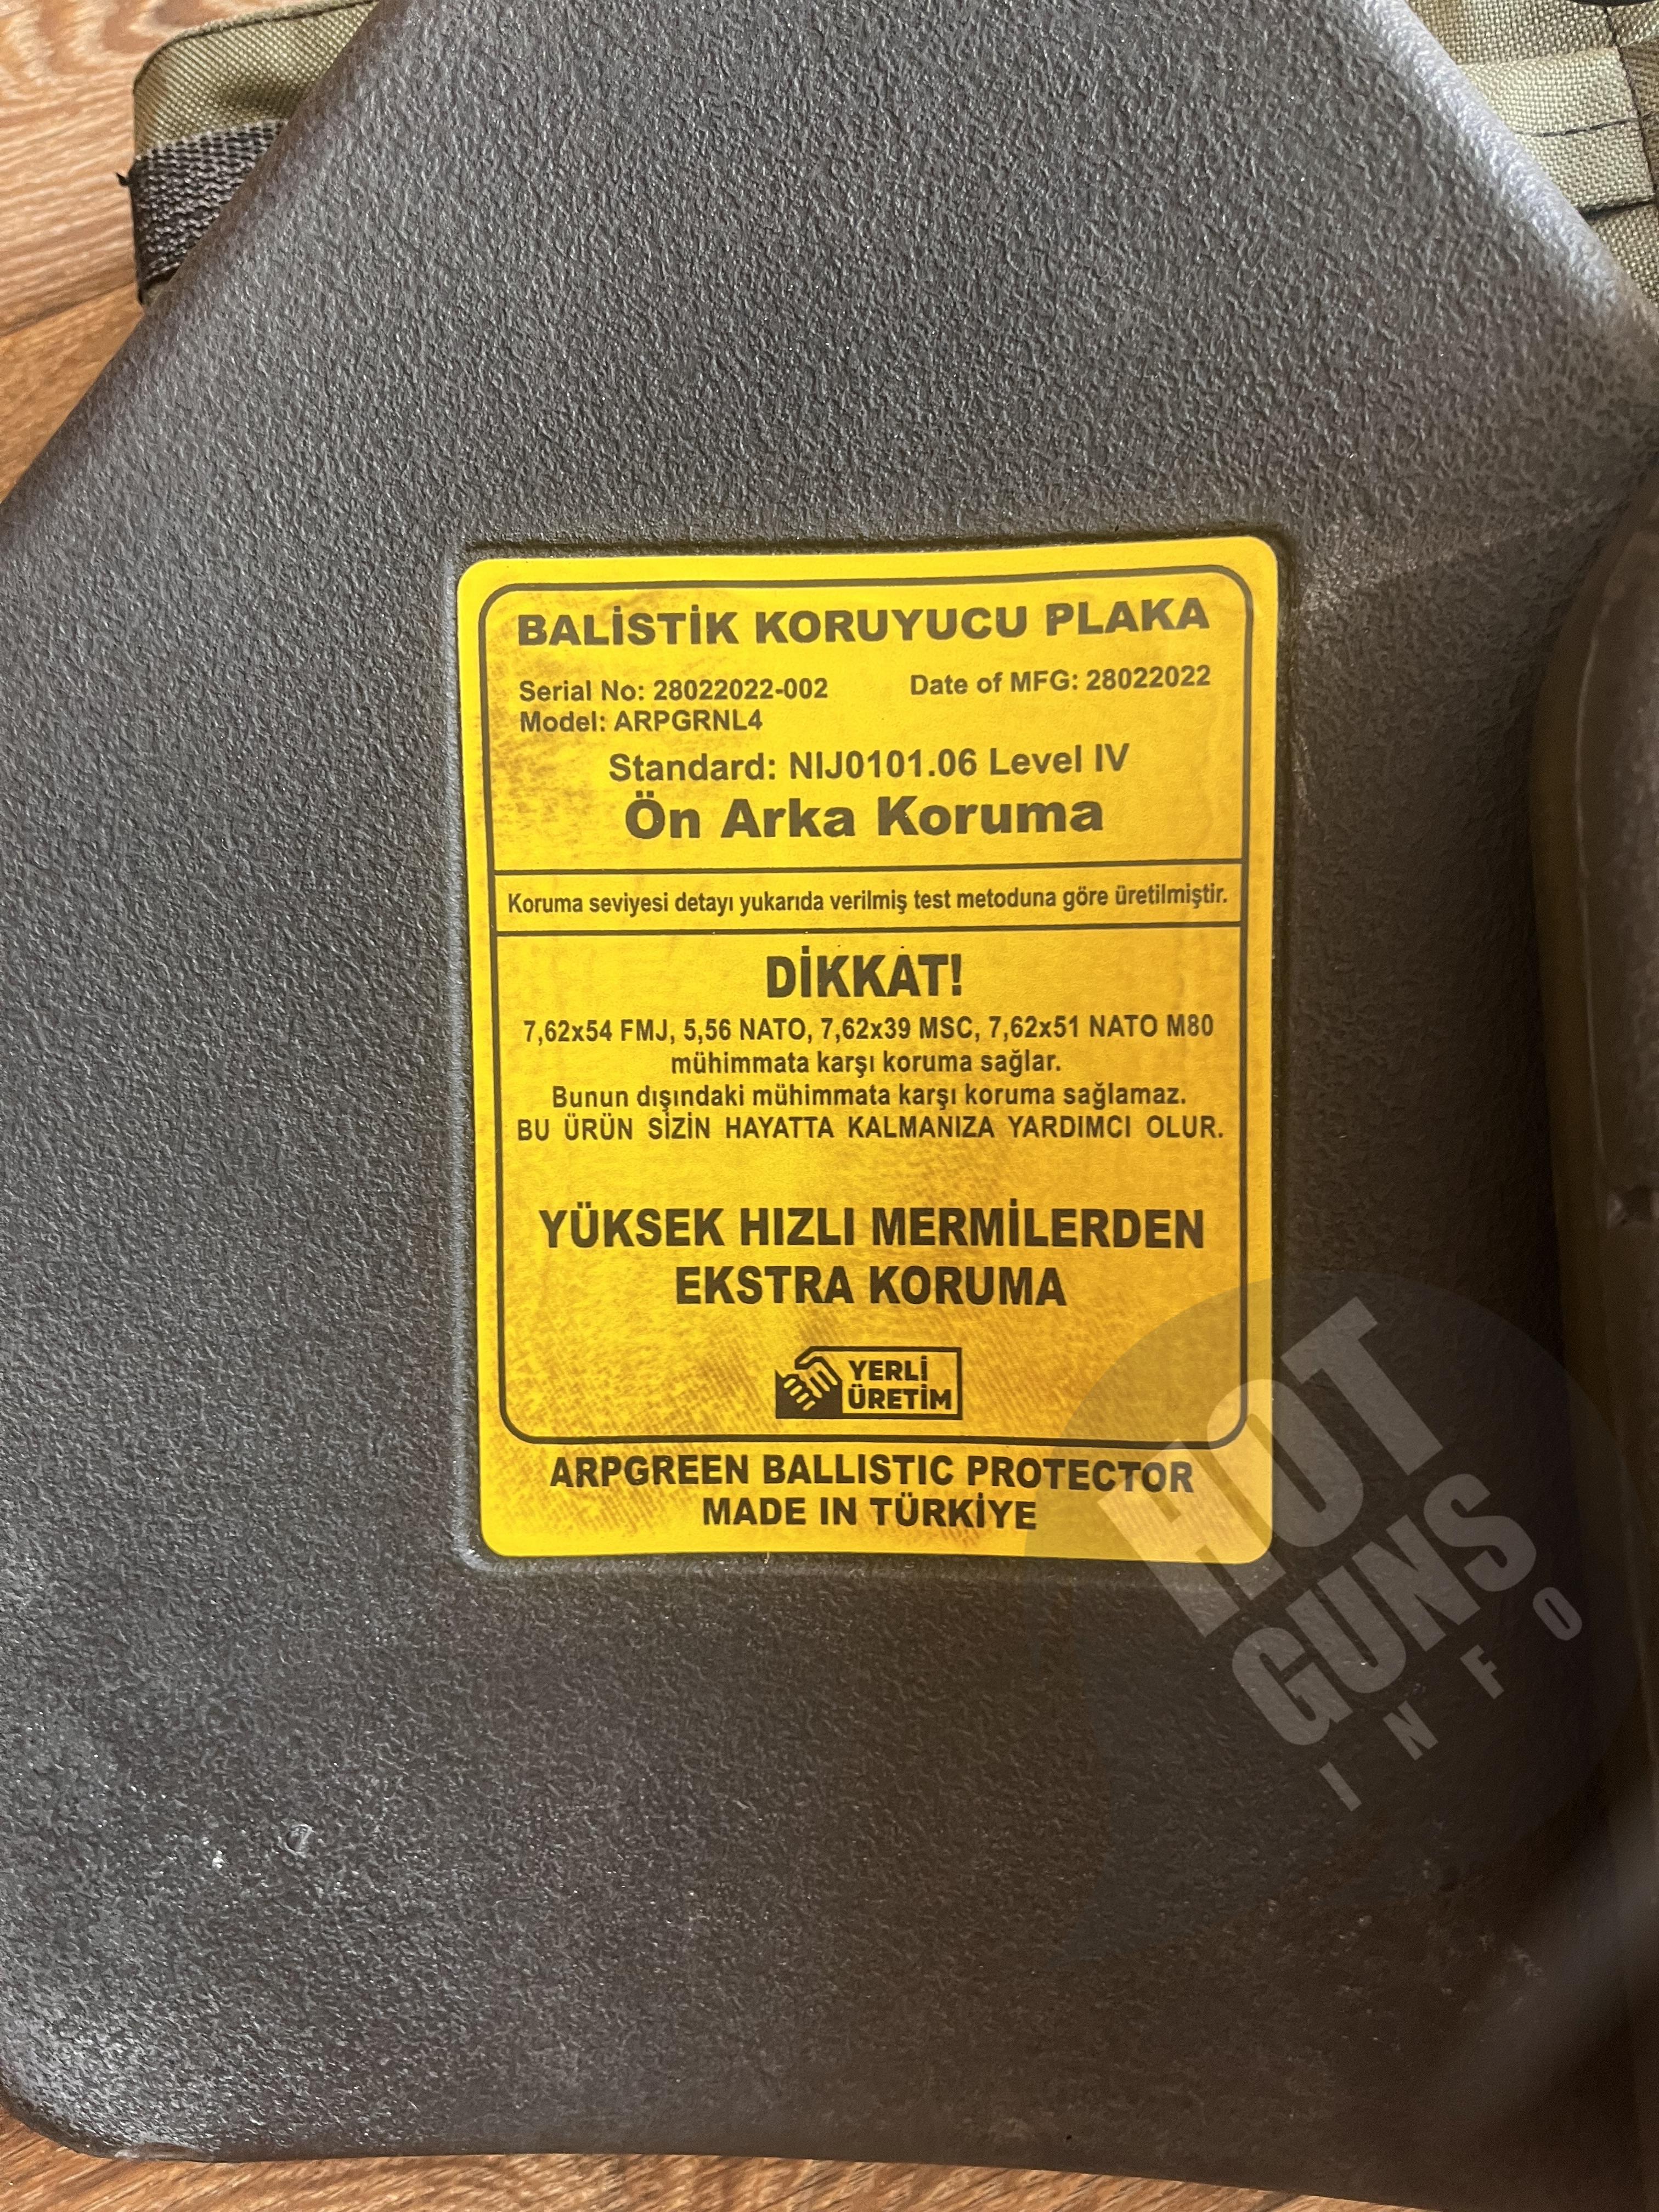 BALİSTİK KORUYUCU PLAKA
Serial No: 28022022-002 Date of MFG: 28022022
Model: ARPGRNL4
Standard: NIJ0101.06 Level IV
Ön Arka Koruma
Koruma seviyesi detayı yukarıda verilmiş test metoduna göre üretilmiştir.
DİKKAT!
7,62x54 FMJ, 5,56 NATO, 7,62x39 MSC, 7,62x51 NATO M80
mühimmata karşı koruma sağlar.
Bunun dışındaki mühimmata karşı koruma sağlamaz.
BU ÜRÜN SİZİN HAYATTA KALMANIZA YARDIMCI OLUR.
YÜKSEK HIZLI MERMİLERDEN
EKSTRA KORUMA
YERLİ
ÜRETİM
ARPGREEN BALLISTIC PROTECTOR
MADE IN TÜRKİYE
HOT
GUNS
INFO